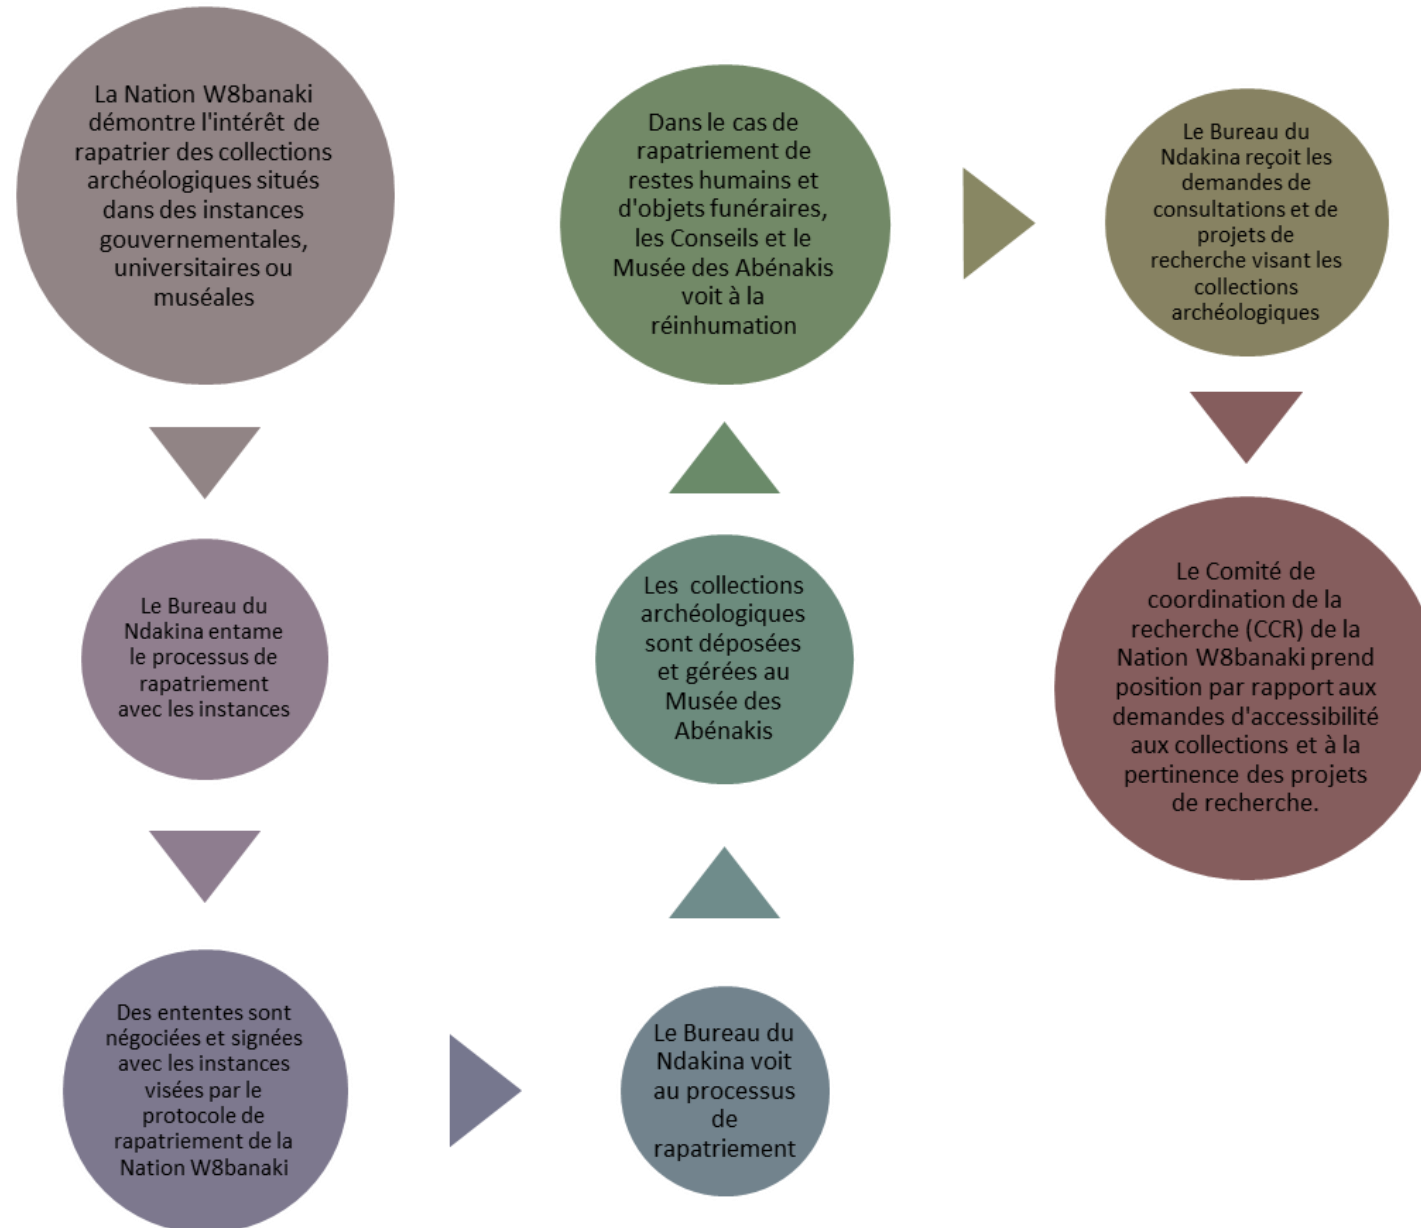 La Nation W8banaki
démontre l'intérêt de
rapatrier des collections
archéologiques situés
dans des instances
gouvernementales,
universitaires ou
muséales
Le Bureau du
Ndakina entame
le processus de
rapatriement
avec les instances
Des ententes sont
négociées et signées
avec les instances
visées par le
protocole de
rapatriement de la
Nation W8banaki
Le Bureau du
Ndakina voit
au processus
de
rapatriement
Les collections
archéologiques
sont déposées
et gérées au
Musée des
Abénakis
Dans le cas de
rapatriement de
restes humains et
d'objets funéraires,
les Conseils et le
Musée des Abénakis
voit à la
réinhumation
Le Bureau du
Ndakina reçoit les
demandes de
consultations et de
projets de
recherche visant les
collections
archéologiques
Le Comité de
coordination de la
recherche (CCR) de la
Nation W8banaki prend
position par rapport aux
demandes d'accessibilité
aux collections et à la
pertinence des projets
de recherche.